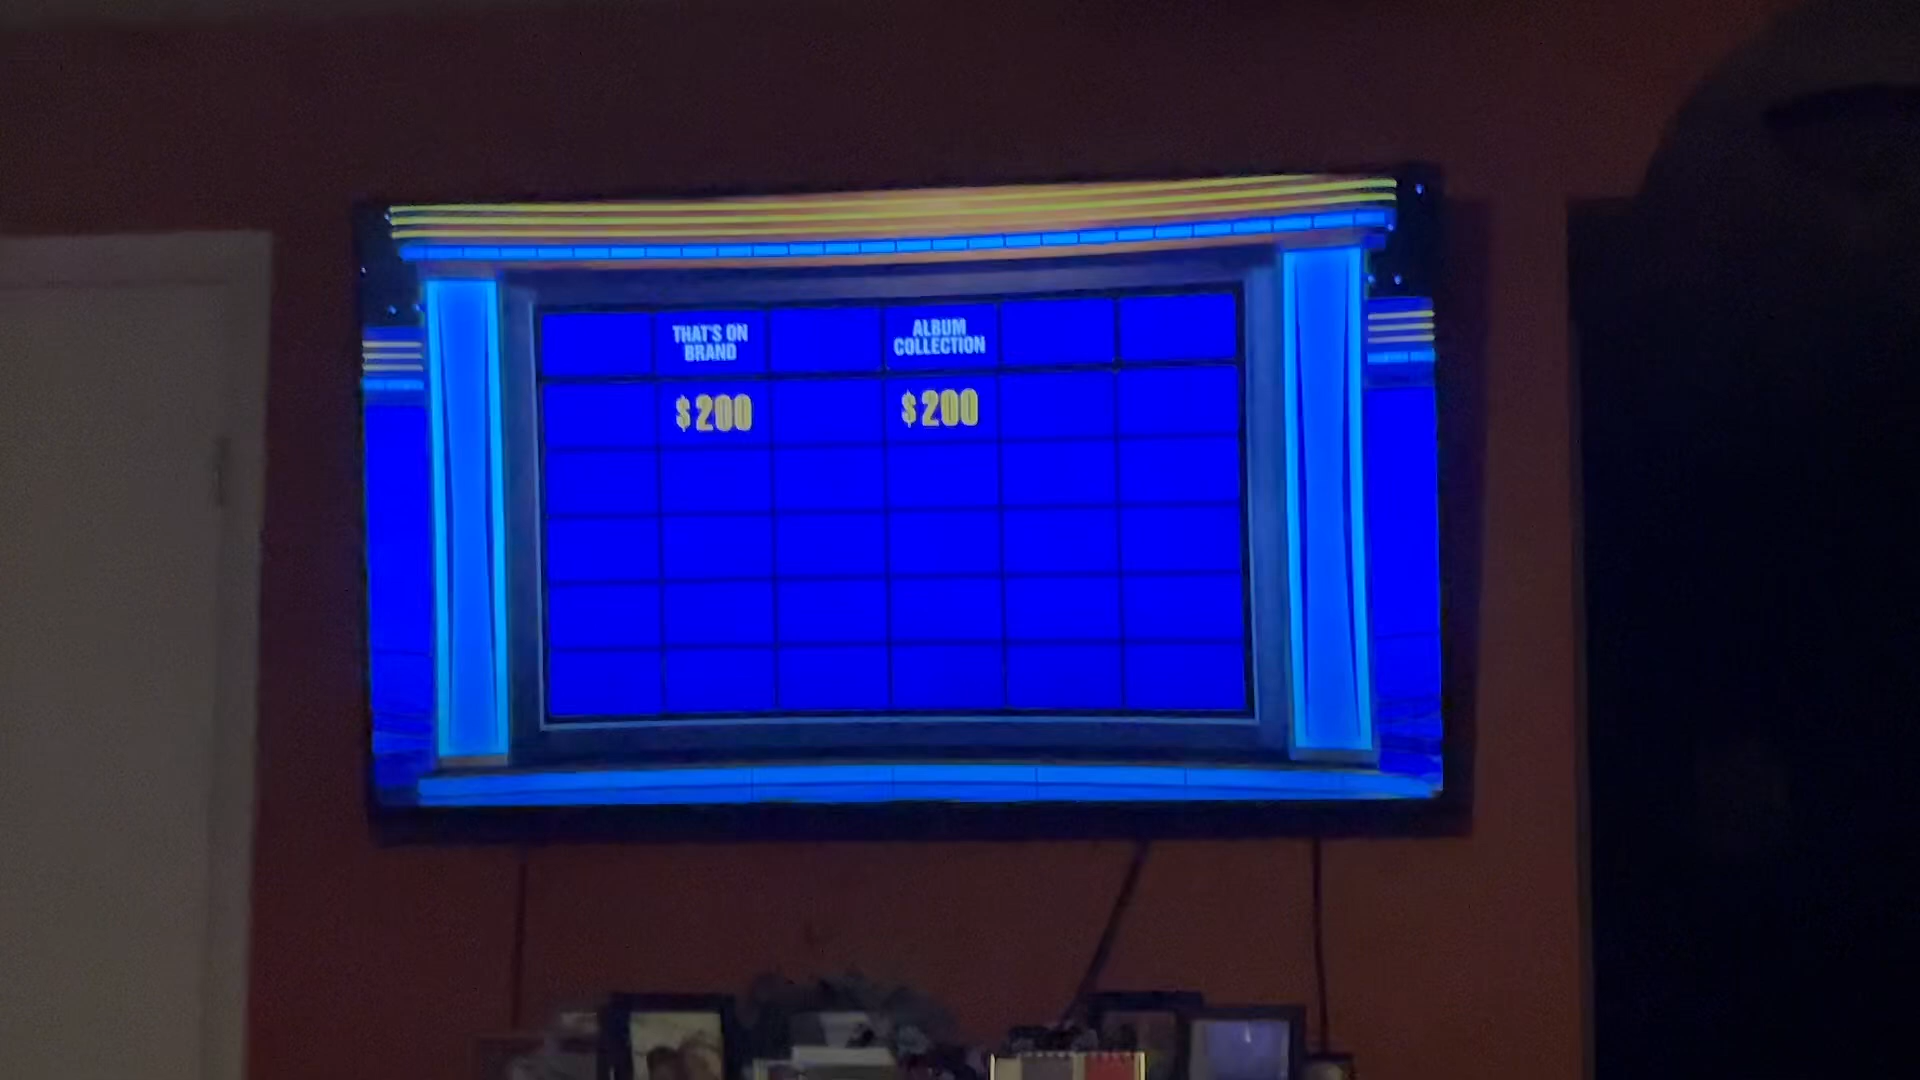 THAT'S ON
BRAND
ALBUM
COLLECTION
$200
$200